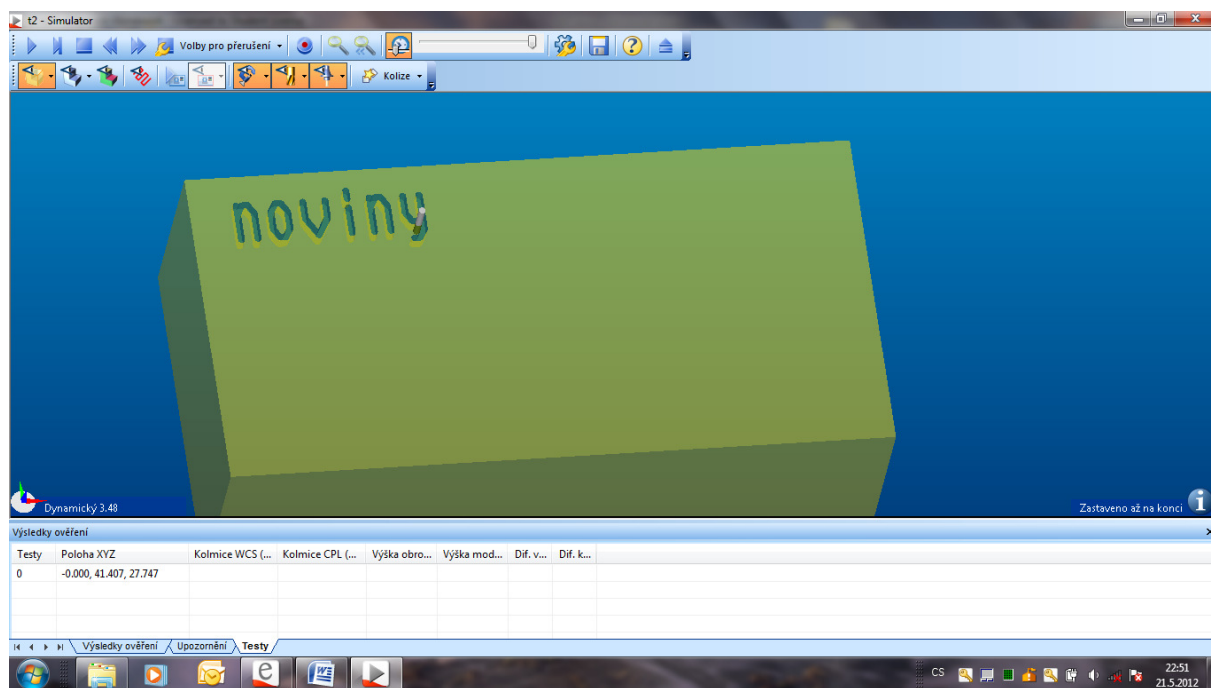 t2 - Simulator
Volby pro přerušení
Kolize
noviny
Dynamický 3.48
Zastaveno až na konci
Výsledky ověření
Testy Poloha XYZ Kolmice WCS (... Kolmice CPL (... Výška obro... Výška mod... Dif. v... Dif. k...
0 -0.000, 41.407, 27.747
Výsledky ověření Upozornění Testy
CS 22:51
21.5.2012